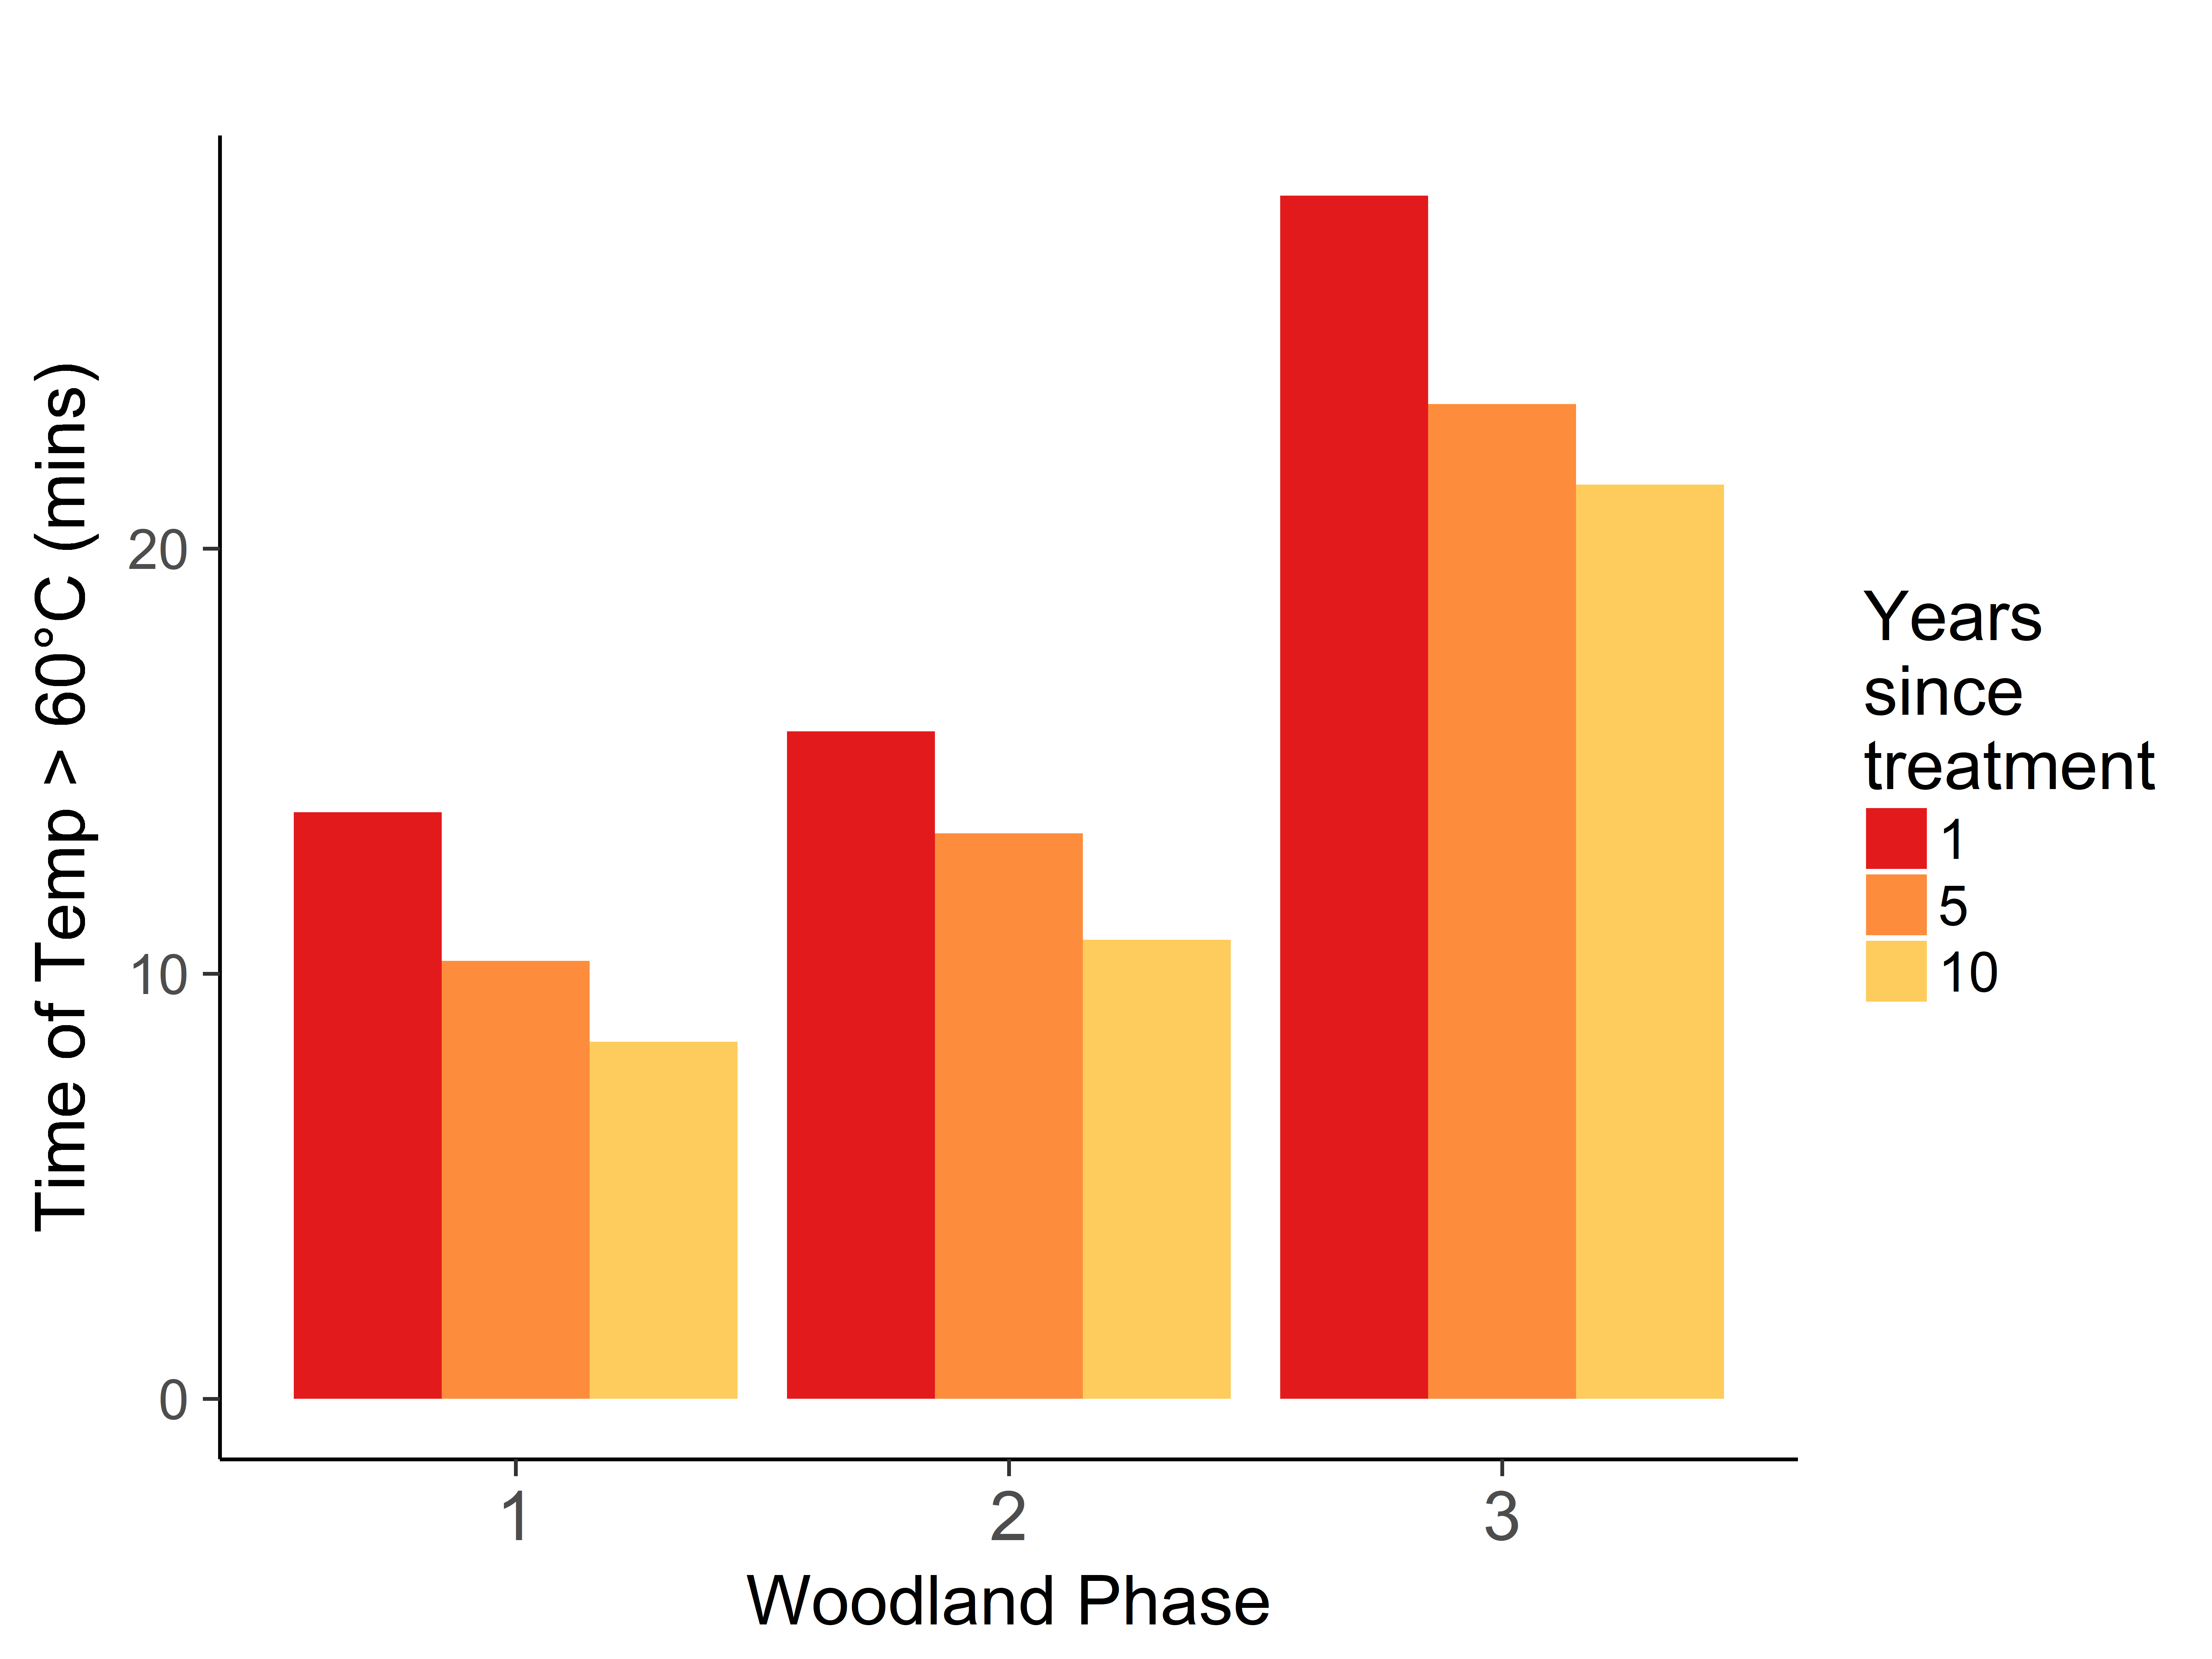 Time of Temp > 60°C (mins)
20
10
0
1
2
3
Woodland Phase
Years
since
treatment
1
5
10